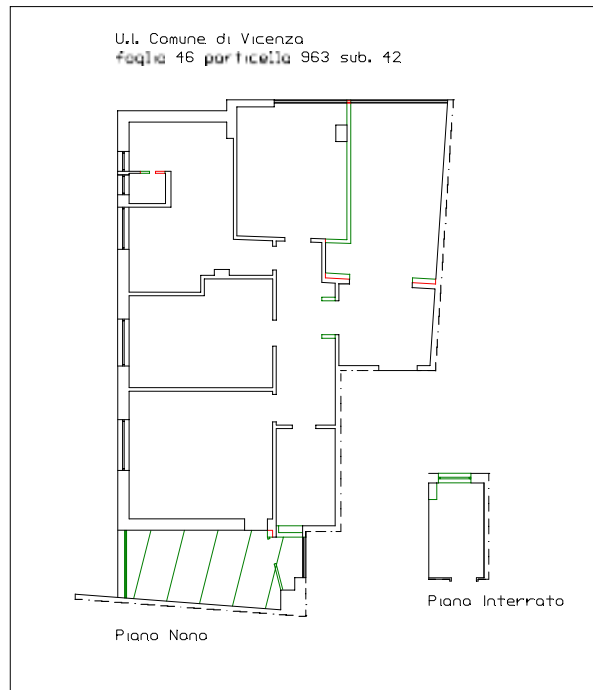 U.I. Comune di Vicenza
foglio 46 particella 963 sub. 42
Piano Interrato
Piano Nono